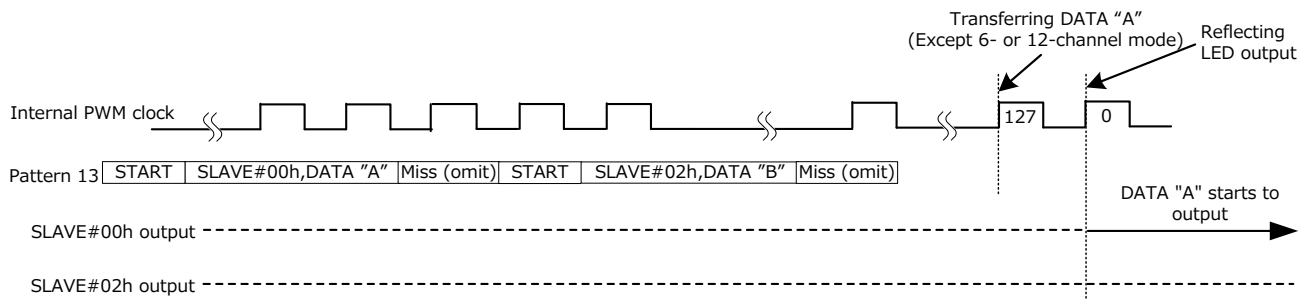 Transferring DATA “A”
(Except 6- or 12-channel mode)
Reflecting
LED output
Internal PWM clock
127
0
Pattern 13
START
SLAVE#00h,DATA ”A”
Miss (omit)
START
SLAVE#02h,DATA ”B”
Miss (omit)
DATA "A" starts to
output
SLAVE#00h output
SLAVE#02h output